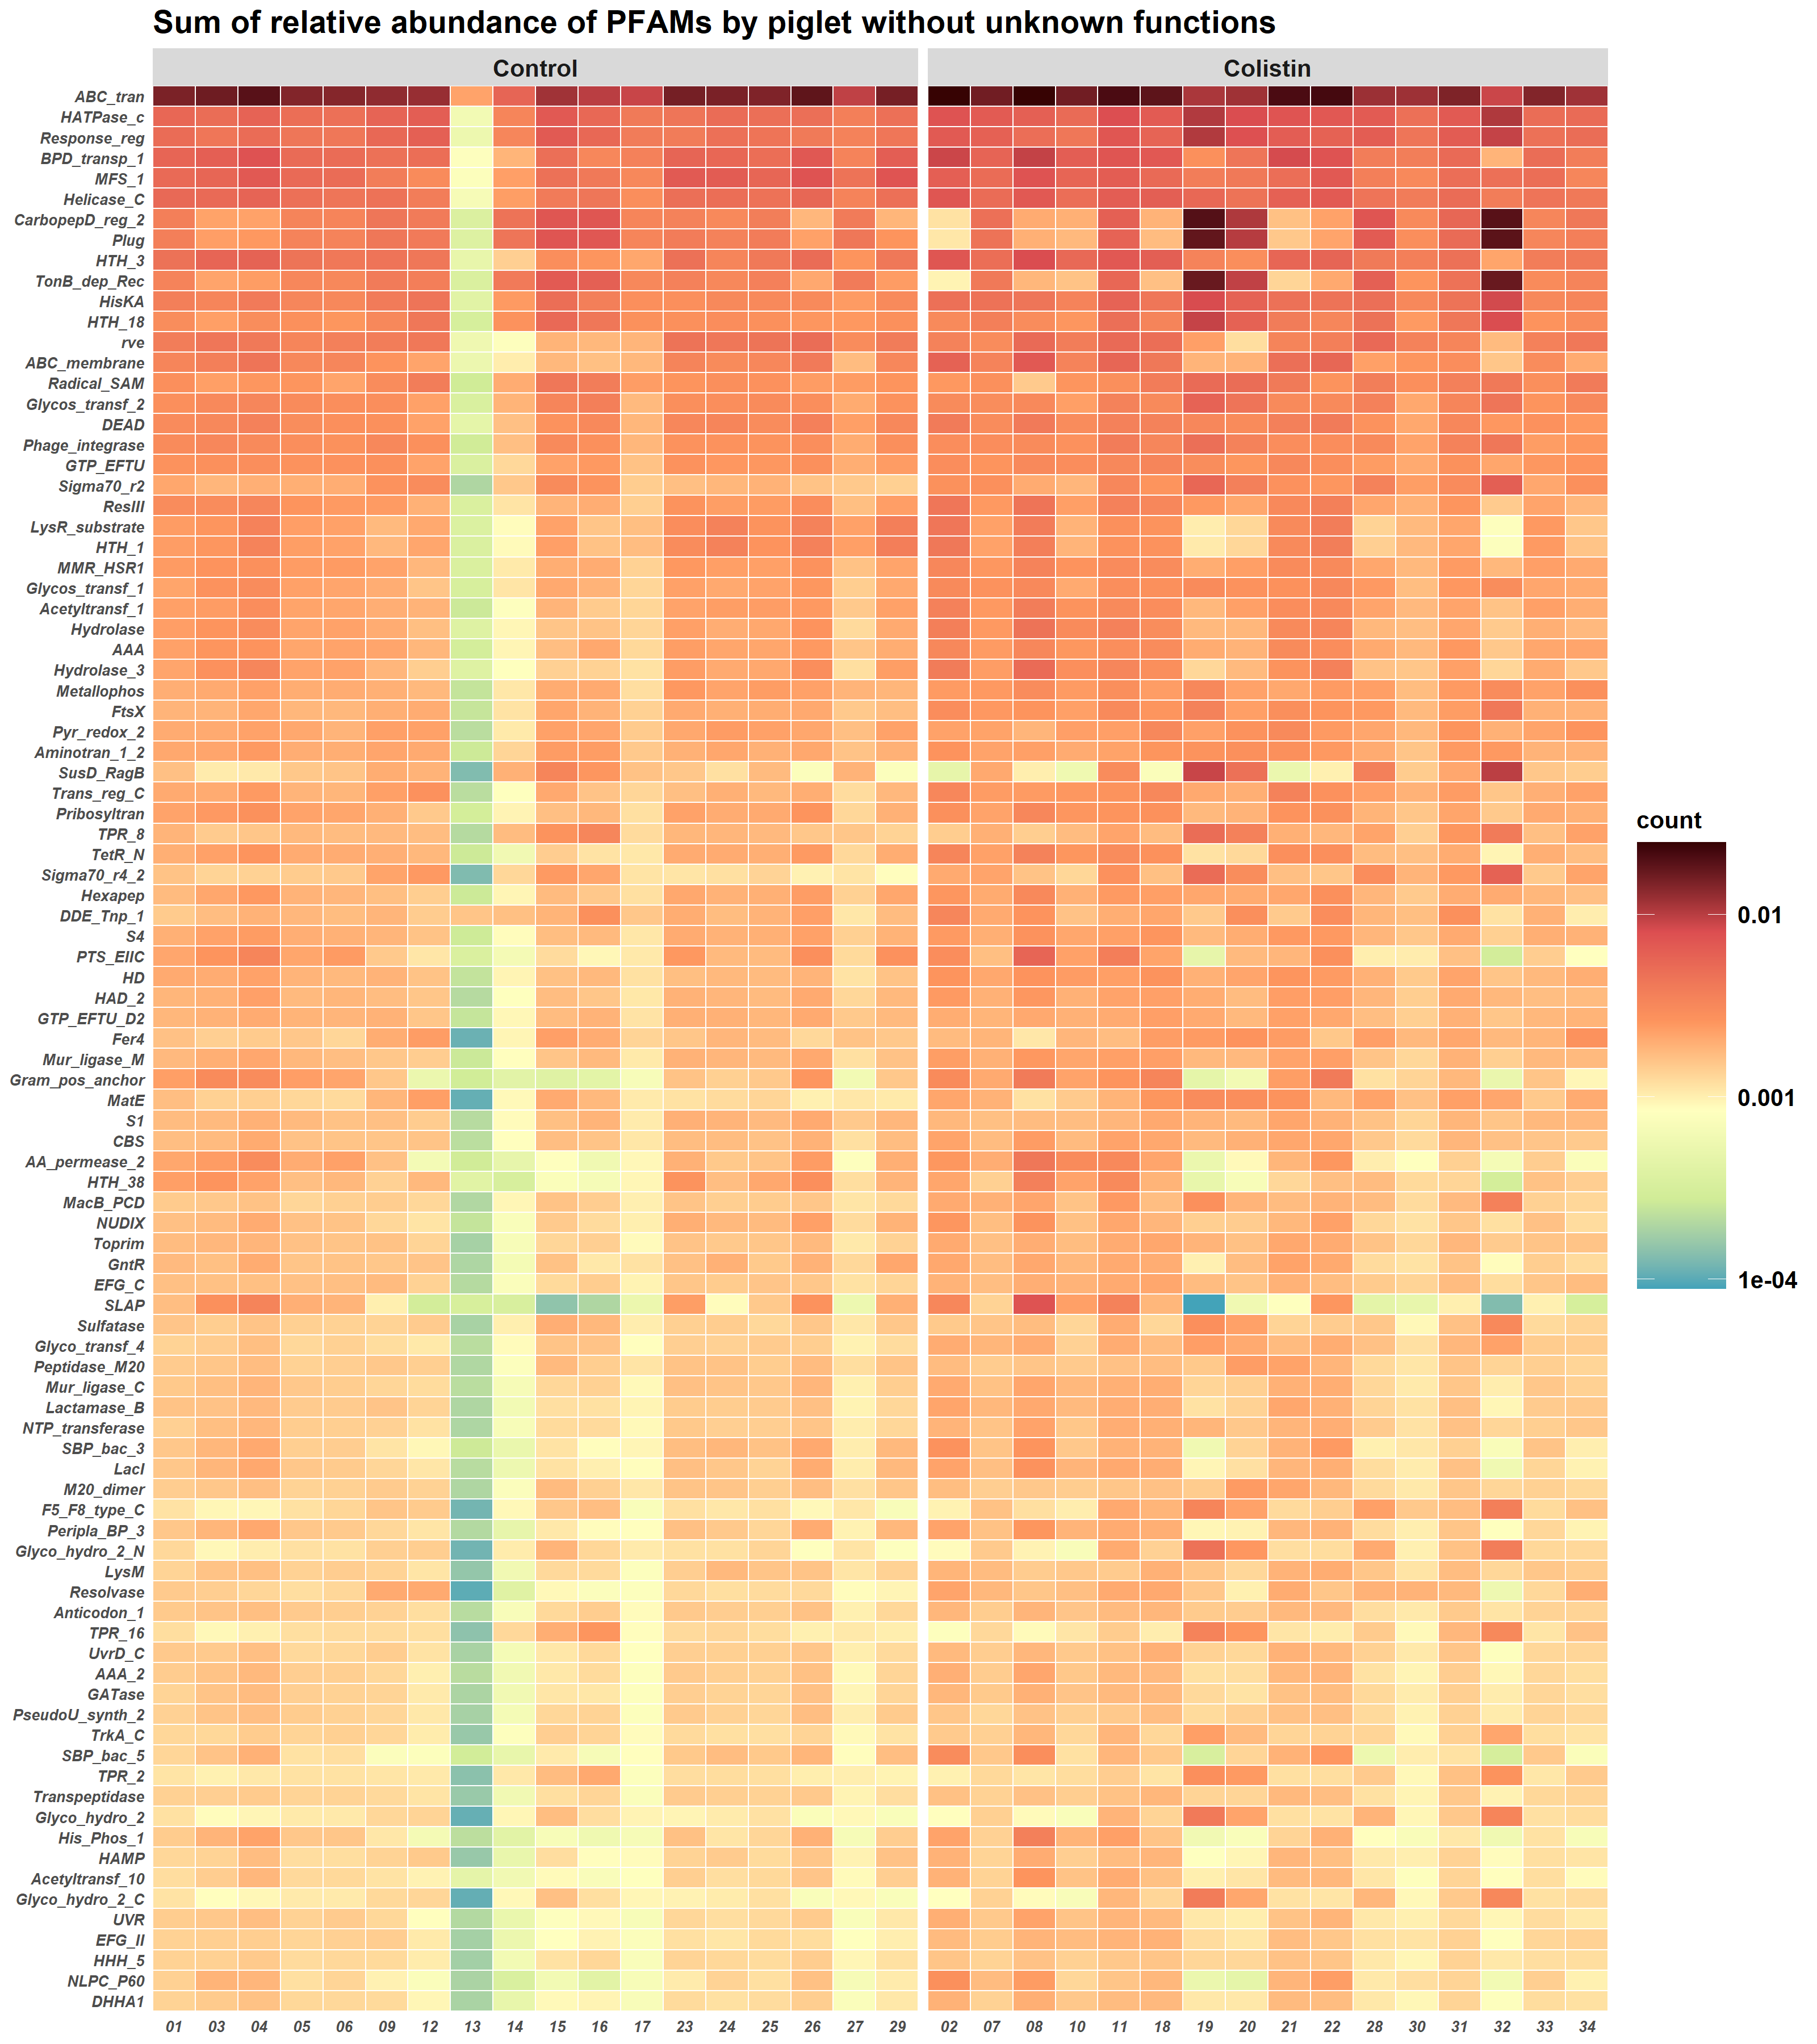 Sum of relative abundance of PFAMs by piglet without unknown functions
Control
Colistin
ABC_tran
HATPase_c
Response_reg
BPD_transp_1
MFS_1
Helicase_C
CarbopepD_reg_2
Plug
HTH_3
TonB_dep_Rec
HisKA
HTH_18
rve
ABC_membrane
Radical_SAM
Glycos_transf_2
DEAD
Phage_integrase
GTP_EFTU
Sigma70_r2
ResIII
LysR_substrate
HTH_1
MMR_HSR1
Glycos_transf_1
Acetyltransf_1
Hydrolase
AAA
Hydrolase_3
Metallophos
FtsX
Pyr_redox_2
Aminotran_1_2
SusD_RagB
Trans_reg_C
Pribosyltran
TPR_8
TetR_N
Sigma70_r4_2
Hexapep
DDE_Tnp_1
S4
PTS_EIIC
HD
HAD_2
GTP_EFTU_D2
Fer4
Mur_ligase_M
Gram_pos_anchor
MatE
S1
CBS
AA_permease_2
HTH_38
MacB_PCD
NUDIX
Toprim
GntR
EFG_C
SLAP
Sulfatase
Glyco_transf_4
Peptidase_M20
Mur_ligase_C
Lactamase_B
NTP_transferase
SBP_bac_3
LacI
M20_dimer
F5_F8_type_C
Peripla_BP_3
Glyco_hydro_2_N
LysM
Resolvase
Anticodon_1
TPR_16
UvrD_C
AAA_2
GATase
PseudoU_synth_2
TrkA_C
SBP_bac_5
TPR_2
Transpeptidase
Glyco_hydro_2
His_Phos_1
HAMP
Acetyltransf_10
Glyco_hydro_2_C
UVR
EFG_II
HHH_5
NLPC_P60
DHHA1
01 03 04 05 06 09 12 13 14 15 16 17 23 24 25 26 27 29
02 07 08 10 11 18 19 20 21 22 28 30 31 32 33 34
count
0.01
0.001
1e-04